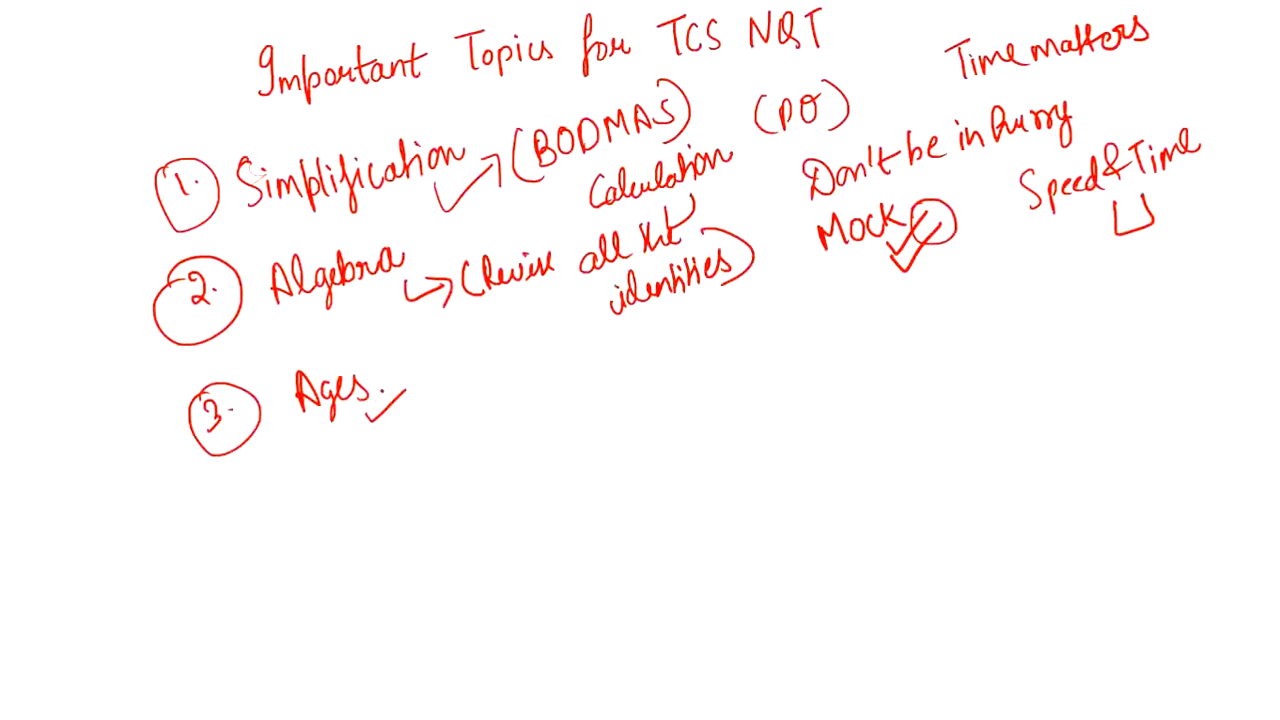 Important Topics for TCS NQT
Time matters
1. Simplification (BODMAS)
Calculation
(PO)
Don't be in hurry
Speed & Time
Mock
2. Algebra (Revise all the
identities)
3. Ages.